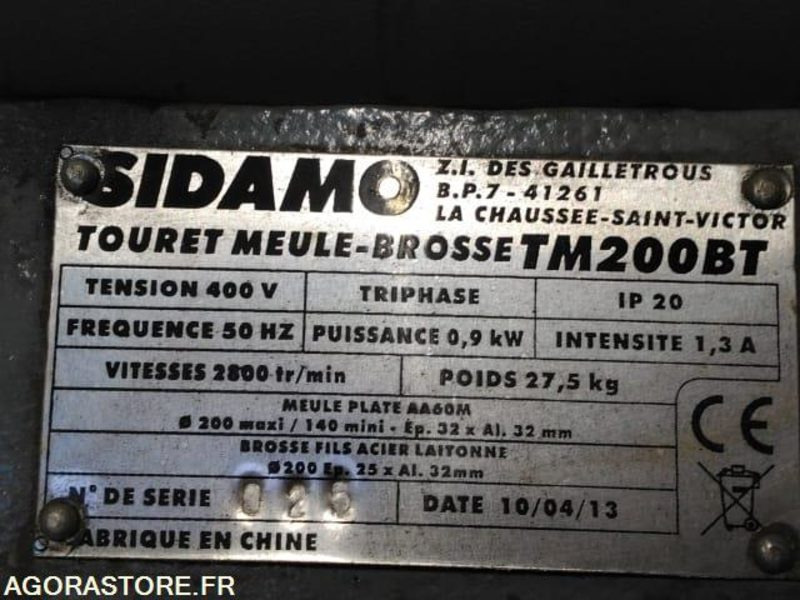 SIDAMO
Z.I. DES GAILLETROUS
B.P.7 - 41261
LA CHAUSSEE-SAINT-VICTOR
TOURET MEULE-BROSSE TM200BT
TENSION 400 V TRIPHASE IP 20
FREQUENCE 50 HZ PUISSANCE 0,9 kW INTENSITE 1,3 A
VITESSES 2800 tr/min POIDS 27,5 kg
MEULE PLATE AA60M
Ø 200 maxi / 140 mini - Ep. 32 x Al. 32 mm
BROSSE FILS ACIER LAITONNE
Ø200 Ep. 25 x Al. 32mm
CE
N° DE SERIE 026 DATE 10/04/13
FABRIQUE EN CHINE
AGORASTORE.FR